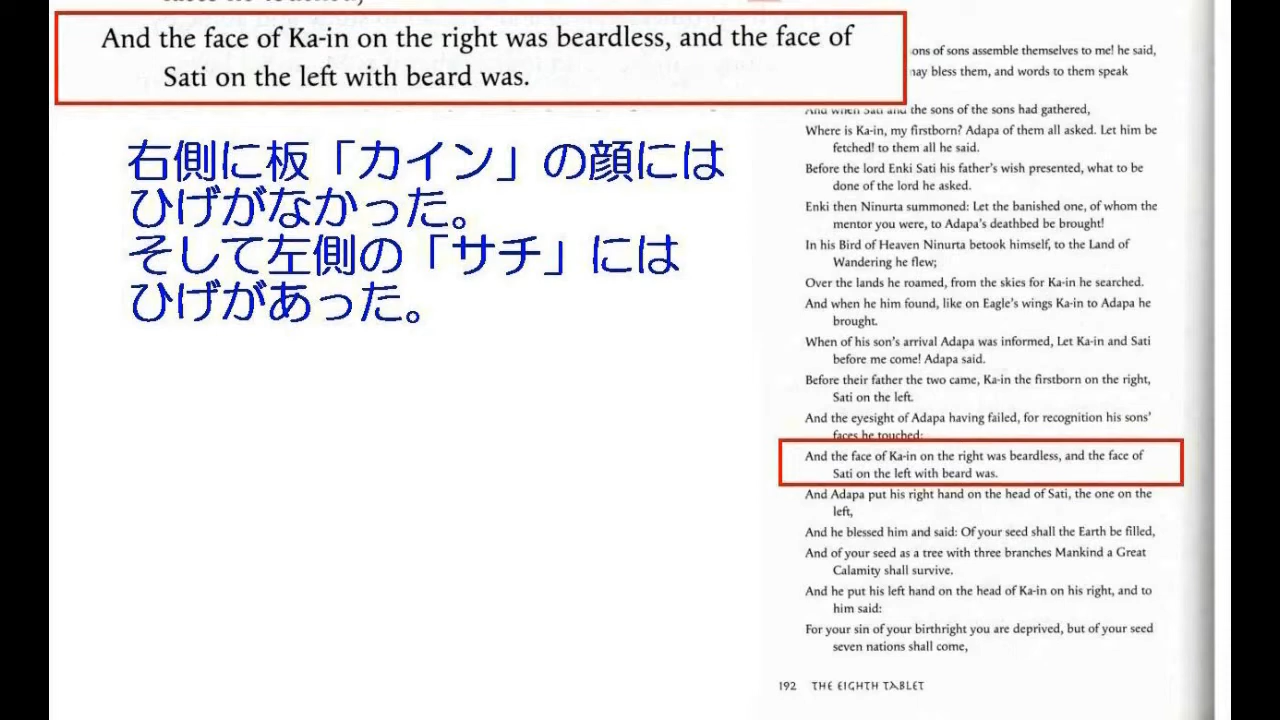 And the face of Ka-in on the right was beardless, and the face of
Sati on the left with beard was.
右側に板「カイン」の顔には
ひげがなかった。
そして左側の「サチ」には
ひげがあった。
ons of sons assemble themselves to me! he said,
may bless them, and words to them speak
And when Sati and the sons of the sons had gathered,
Where is Ka-in, my firstborn? Adapa of them all asked. Let him be
fetched! to them all he said.
Before the lord Enki Sati his father's wish presented, what to be
done of the lord he asked.
Enki then Ninurta summoned: Let the banished one, of whom the
mentor you were, to Adapa's deathbed be brought!
In his Bird of Heaven Ninurta betook himself, to the Land of
Wandering he flew;
Over the lands he roamed, from the skies for Ka-in he searched.
And when he him found, like on Eagle's wings Ka-in to Adapa he
brought.
When of his son's arrival Adapa was informed, Let Ka-in and Sati
before me come! Adapa said.
Before their father the two came, Ka-in the firstborn on the right,
Sati on the left.
And the eyesight of Adapa having failed, for recognition his sons'
faces he touched;
And the face of Ka-in on the right was beardless, and the face of
Sati on the left with beard was.
And Adapa put his right hand on the head of Sati, the one on the
left,
And he blessed him and said: Of your seed shall the Earth be filled,
And of your seed as a tree with three branches Mankind a Great
Calamity shall survive.
And he put his left hand on the head of Ka-in on his right, and to
him said:
For your sin of your birthright you are deprived, but of your seed
seven nations shall come,
192 THE EIGHTH TABLET